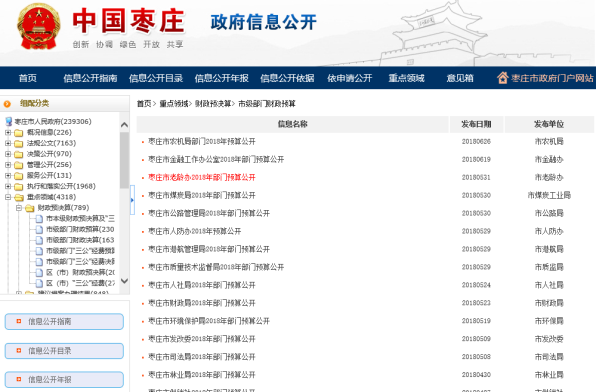 中国枣庄
创新 协调 绿色 开放 共享
政府信息公开
首页 信息公开指南 信息公开目录 信息公开年报 信息公开依据 依申请公开 重点领域 意见箱 枣庄市政府门户网站
细配分类
首页> 重点领域> 财政预决算> 市级部门财政预算
枣庄市人民政府(239306)
概况信息(226)
法规公文(7163)
决策公开(970)
管理公开(256)
服务公开(131)
执行和落实公开(1968)
重点领域(4318)
财政预决算(789)
市本级财政预决算及"三
市级部门财政预算(230
市级部门财政决算(163
市级部门"三公"经费预算
市级部门"三公"经费决算
区（市）财政预决算(20
区（市）"三公"经费(27
信息公开指南
信息公开目录
信息公开年报
信息名称 发布日期 发布单位
枣庄市农机局部门2018年预算公开 20180626 市农机局
枣庄市金融工作办公室2018年部门预算公开 20180619 市金融办
枣庄市老龄办2018年部门预算公开 20180531 市老龄办
枣庄市煤炭局2018年部门预算公开 20180530 市煤炭工业局
枣庄市公路管理局2018年部门预算公开 20180530 市公路局
枣庄市人防办2018年预算公开 20180529 市人防办
枣庄市港航管理局2018年部门预算公开 20180529 市港航局
枣庄市质量技术监督局2018年部门预算公开 20180530 市质监局
枣庄市人社局2018年部门预算公开 20180524 市人社局
枣庄市财政局2018年部门预算公开 20180523 市财政局
枣庄市环境保护局2018年部门预算公开 20180519 市环保局
枣庄市发改委2018年部门预算公开 20180509 市发改委
枣庄市司法局2018年部门预算公开 20180508 市司法局
枣庄市林业局2018年部门预算公开 20180430 市林业局